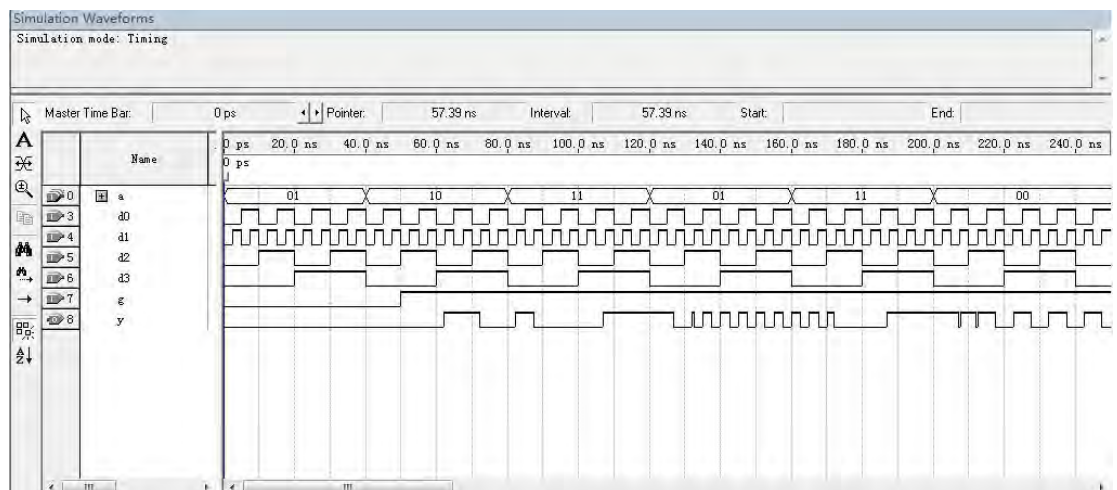 Simulation Waveforms
Simulation mode: Timing
Master Time Bar: 0 ps Pointer: 57.39 ns Interval: 57.39 ns Start: End:
Name
0 ps 20.0 ns 40.0 ns 60.0 ns 80.0 ns 100.0 ns 120.0 ns 140.0 ns 160.0 ns 180.0 ns 200.0 ns 220.0 ns 240.0 ns
0 ps
0 a 01 10 11 01 11 00
3 d0
4 d1
5 d2
6 d3
7 g
8 y